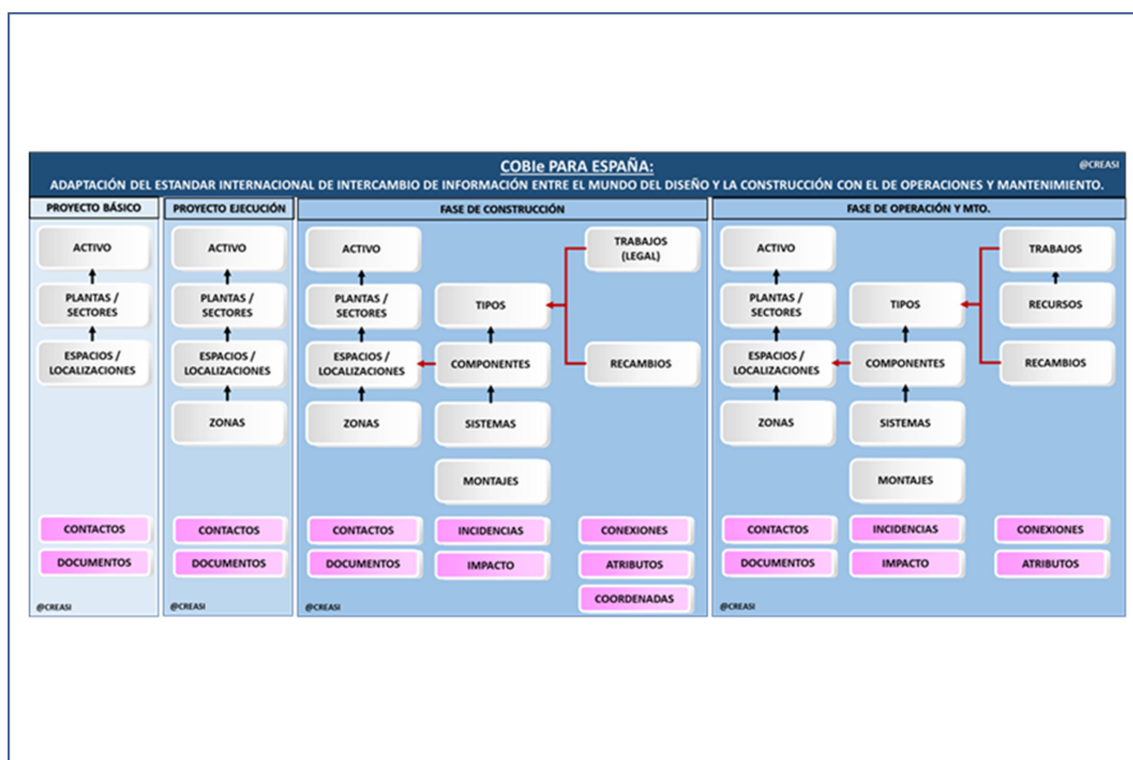 COBIe PARA ESPAÑA:
@CREASI
ADAPTACIÓN DEL ESTANDAR INTERNACIONAL DE INTERCAMBIO DE INFORMACIÓN ENTRE EL MUNDO DEL DISEÑO Y LA CONSTRUCCIÓN CON EL DE OPERACIONES Y MANTENIMIENTO.
PROYECTO BÁSICO
ACTIVO
PLANTAS /
SECTORES
ESPACIOS /
LOCALIZACIONES
CONTACTOS
DOCUMENTOS
@CREASI
PROYECTO EJECUCIÓN
ACTIVO
PLANTAS /
SECTORES
ESPACIOS /
LOCALIZACIONES
ZONAS
CONTACTOS
DOCUMENTOS
@CREASI
FASE DE CONSTRUCCIÓN
ACTIVO
PLANTAS /
SECTORES
ESPACIOS /
LOCALIZACIONES
ZONAS
TIPOS
COMPONENTES
SISTEMAS
MONTAJES
TRABAJOS
(LEGAL)
RECAMBIOS
CONTACTOS
DOCUMENTOS
INCIDENCIAS
IMPACTO
CONEXIONES
ATRIBUTOS
COORDENADAS
@CREASI
FASE DE OPERACIÓN Y MTO.
ACTIVO
PLANTAS /
SECTORES
ESPACIOS /
LOCALIZACIONES
ZONAS
TIPOS
COMPONENTES
SISTEMAS
MONTAJES
TRABAJOS
RECURSOS
RECAMBIOS
CONTACTOS
DOCUMENTOS
INCIDENCIAS
IMPACTO
CONEXIONES
ATRIBUTOS
@CREASI